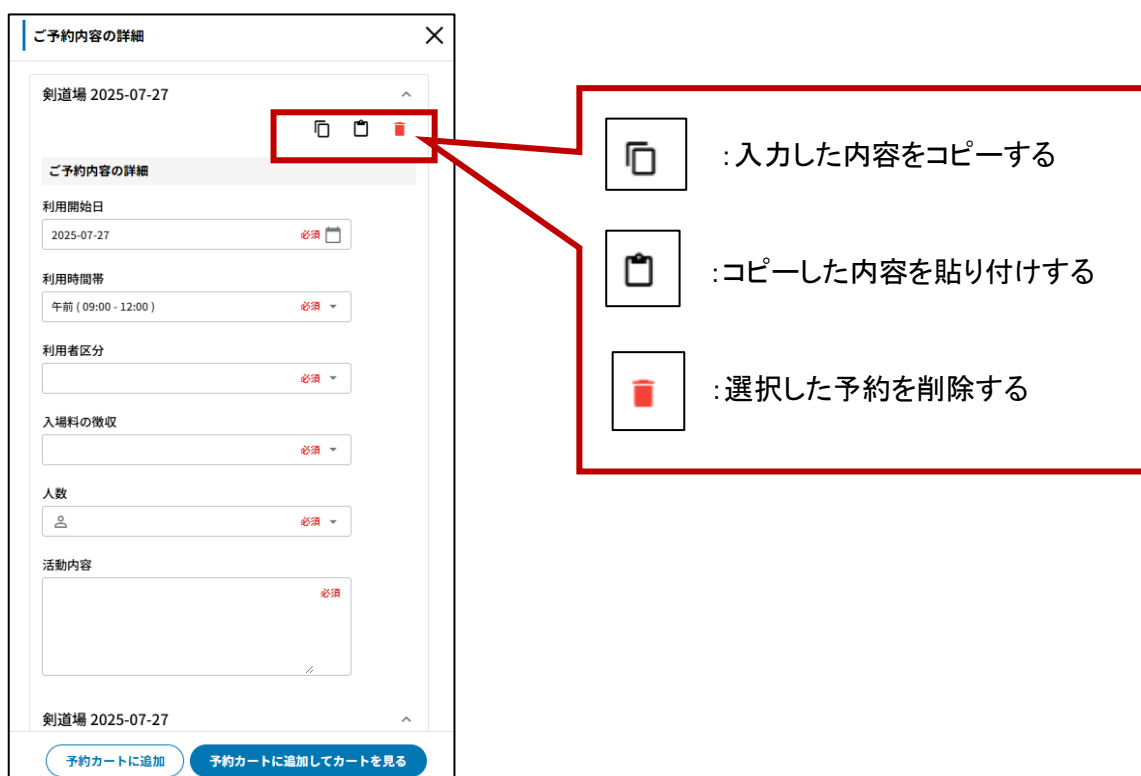 ご予約内容の詳細
剣道場 2025-07-27
ご予約内容の詳細
利用開始日
2025-07-27 必須
利用時間帯
午前 ( 09:00 - 12:00 ) 必須
利用者区分
必須
入場料の徴収
必須
人数
必須
活動内容
必須
剣道場 2025-07-27
予約カートに追加 予約カートに追加してカートを見る
:入力した内容をコピーする
:コピーした内容を貼り付けする
:選択した予約を削除する